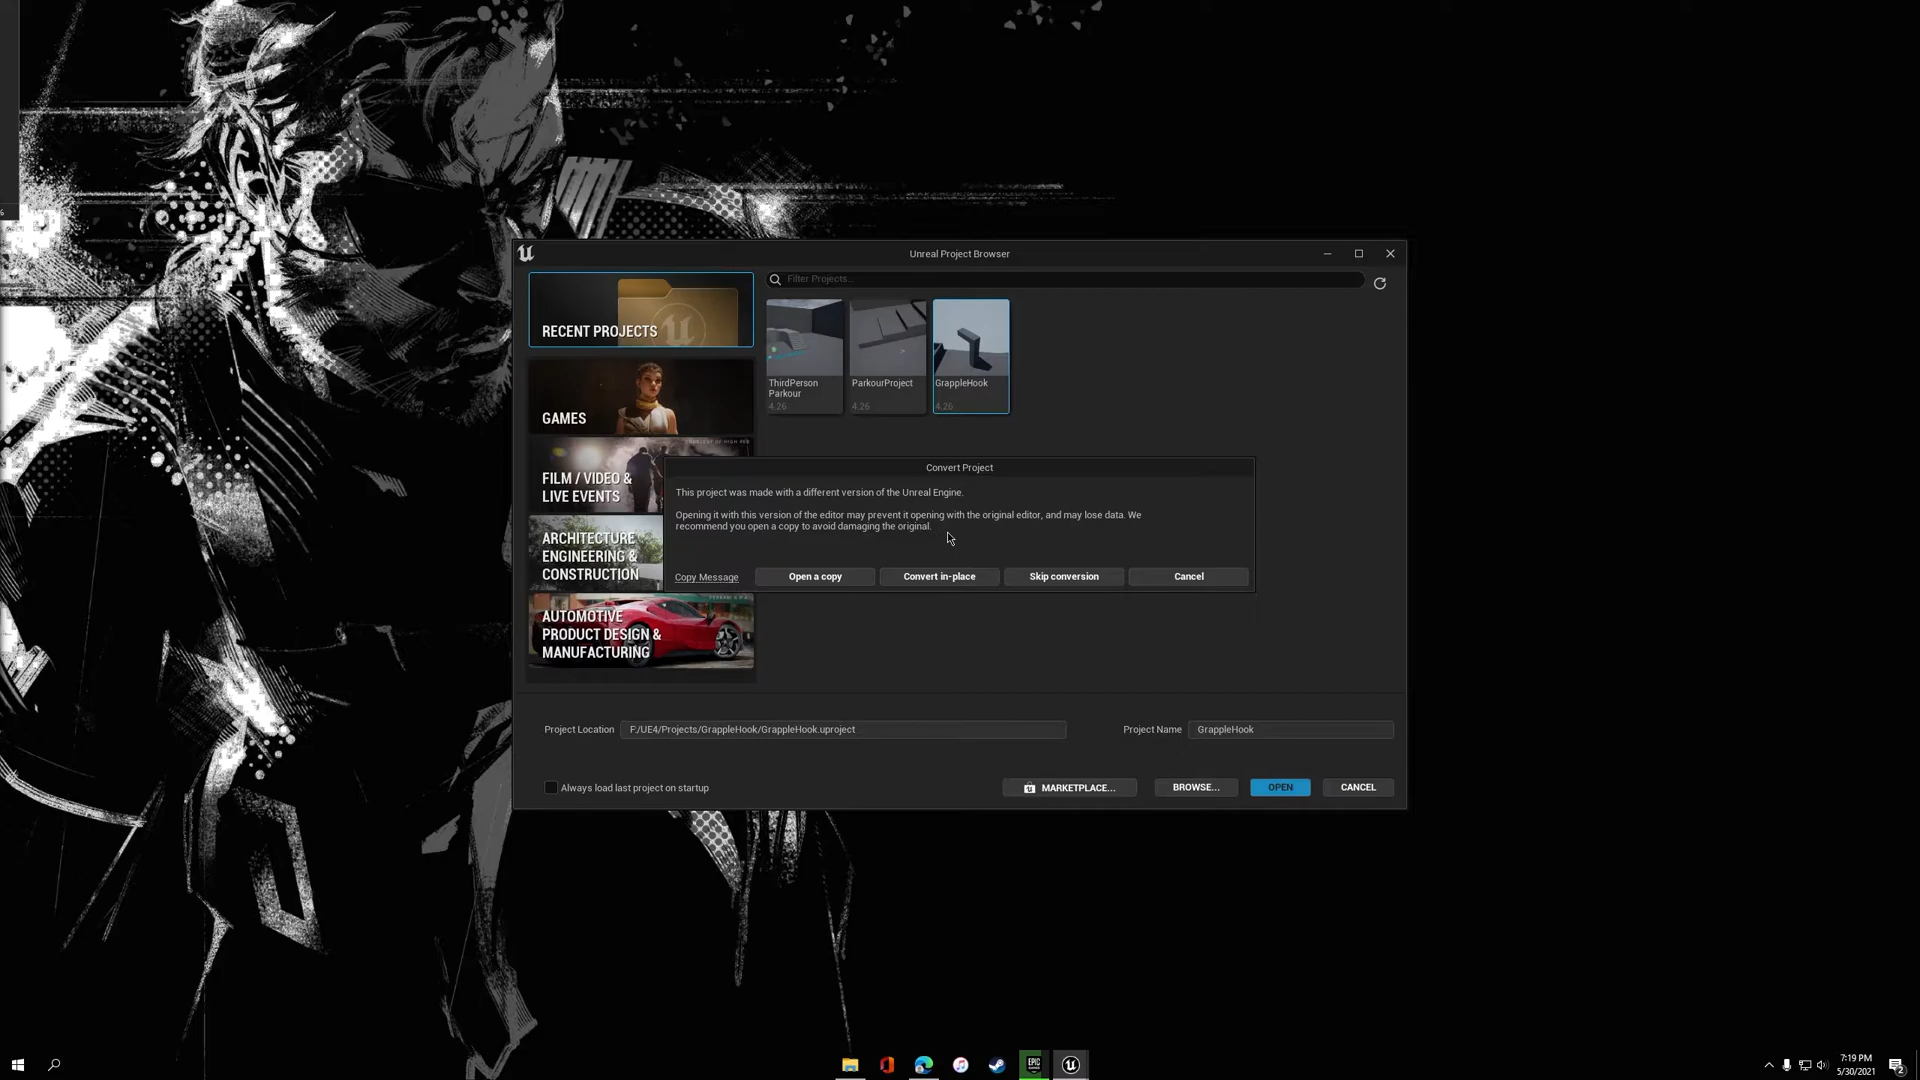 %
Unreal Project Browser
RECENT PROJECTS
Filter Projects...
ThirdPerson
Parkour
4.26
ParkourProject
4.26
GrappleHook
4.26
GAMES
FILM / VIDEO &
LIVE EVENTS
ARCHITECTURE
ENGINEERING &
CONSTRUCTION
AUTOMOTIVE
PRODUCT DESIGN &
MANUFACTURING
Convert Project
This project was made with a different version of the Unreal Engine.
Opening it with this version of the editor may prevent it opening with the original editor, and may lose data. We
recommend you open a copy to avoid damaging the original.
Copy Message
Open a copy
Convert in-place
Skip conversion
Cancel
Project Location
F:/UE4/Projects/GrappleHook/GrappleHook.uproject
Project Name
GrappleHook
Always load last project on startup
MARKETPLACE...
BROWSE...
OPEN
CANCEL
EPIC
7:19 PM
5/30/2021
2